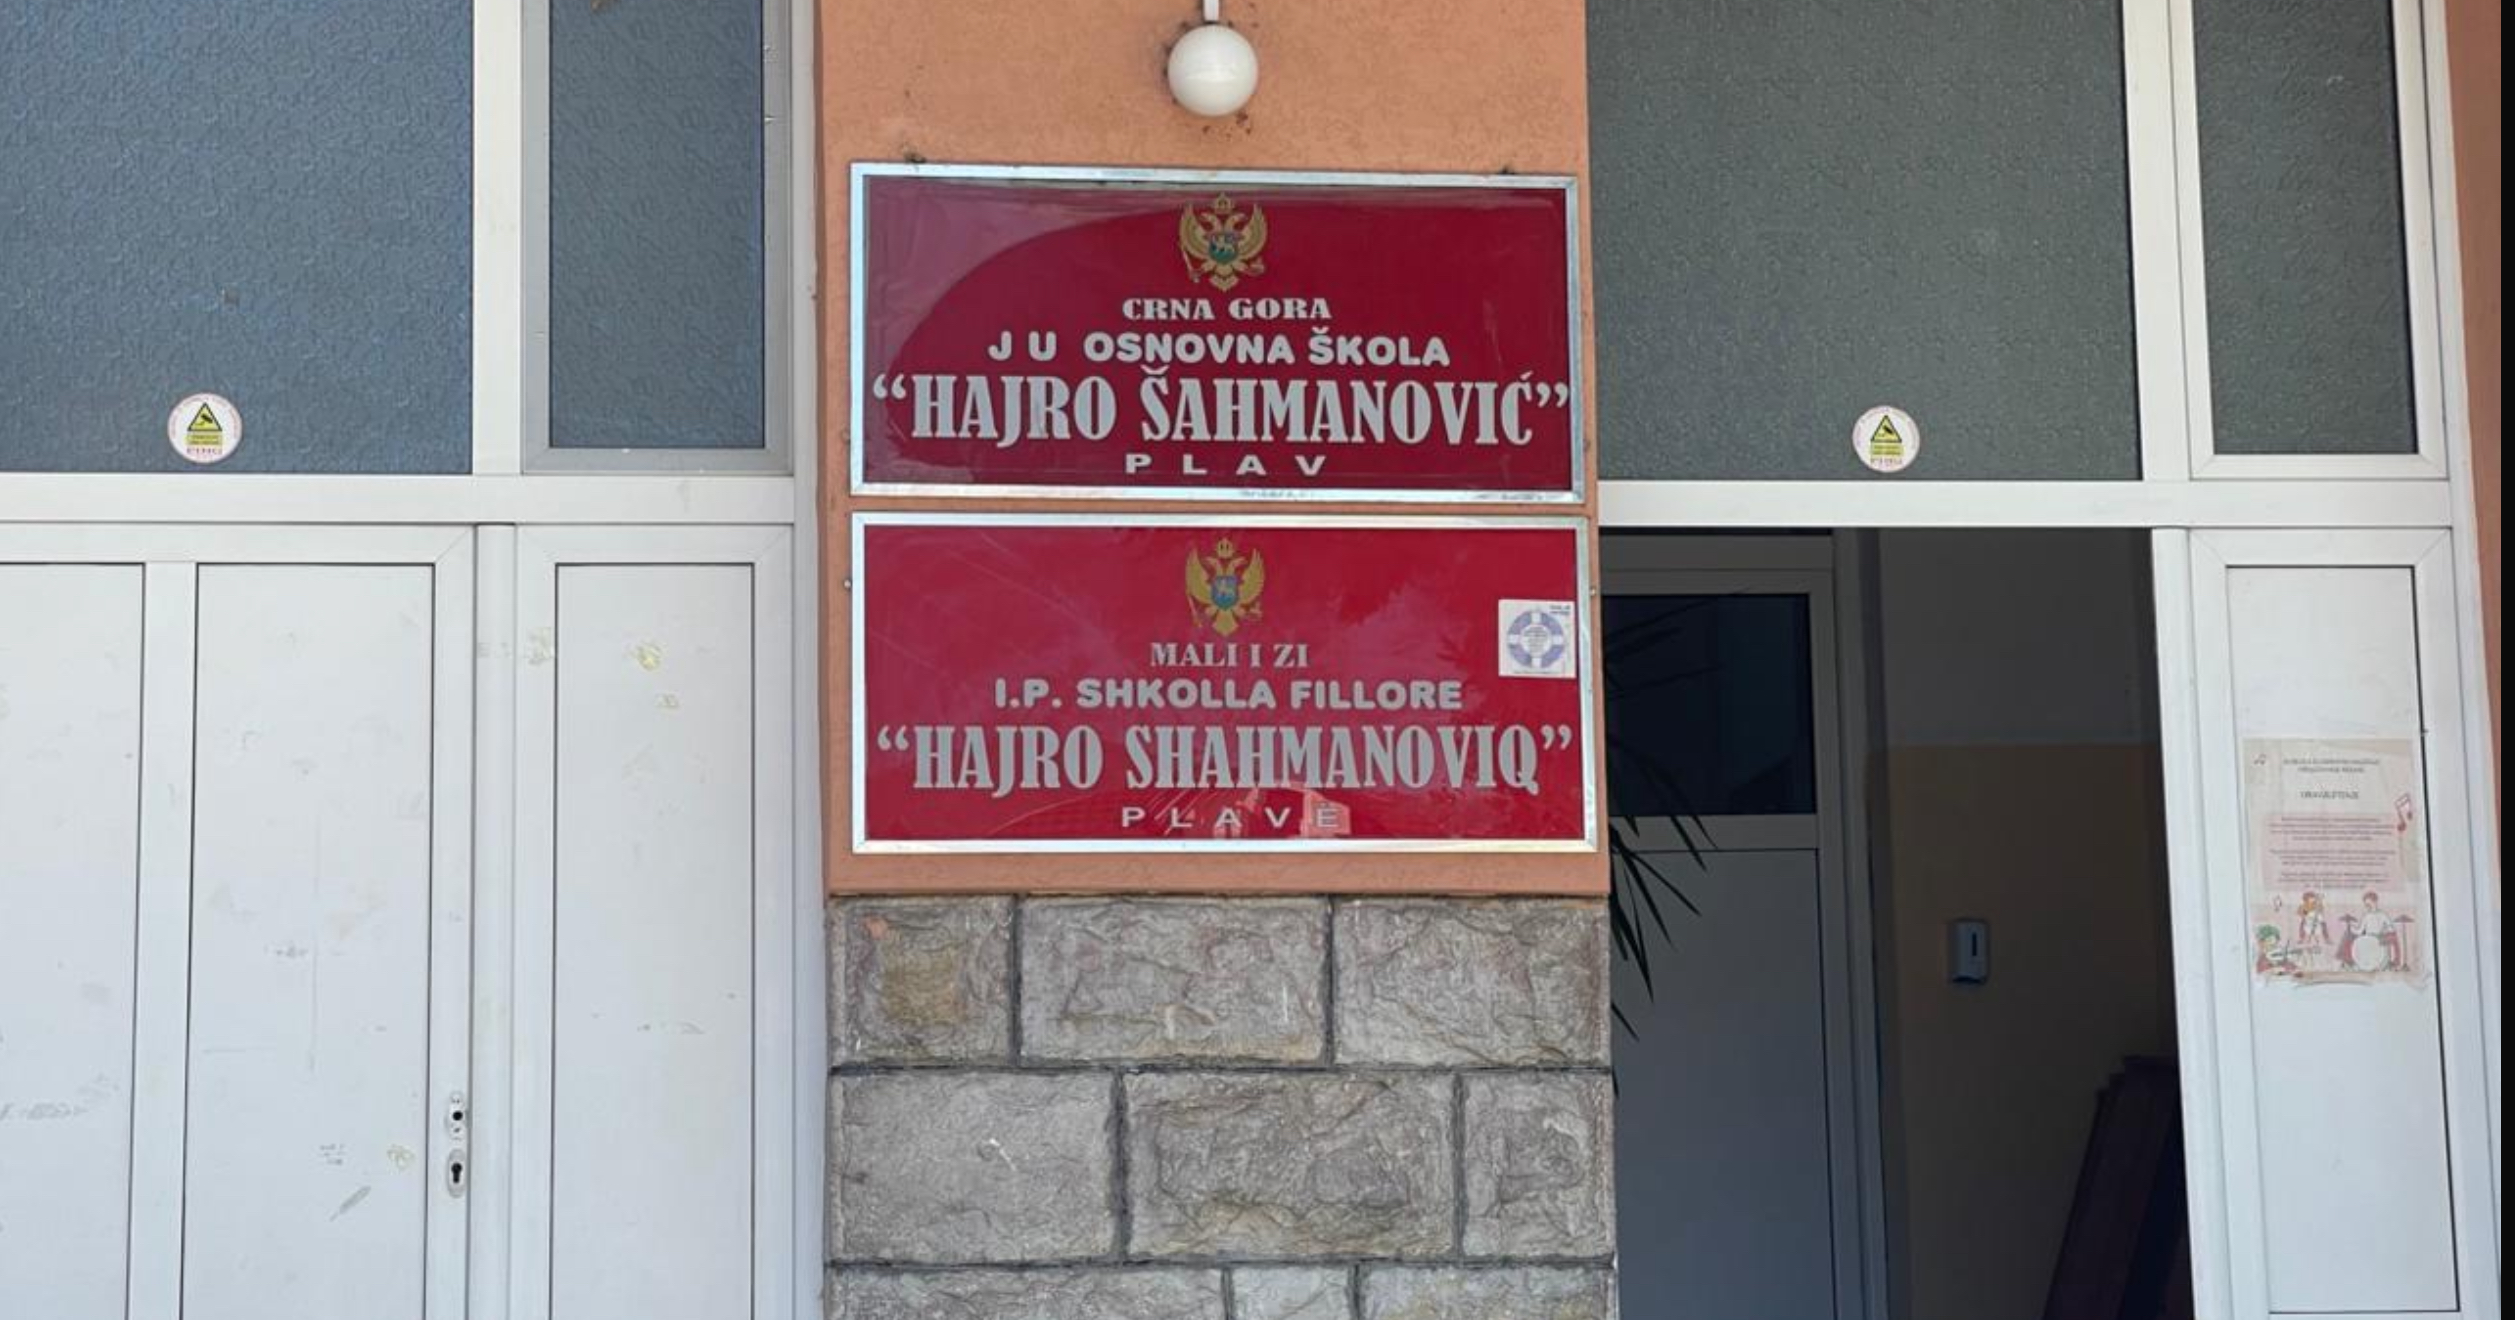 CRNA GORA
J U OSNOVNA ŠKOLA
“HAJRO ŠAHMANOVIĆ”
PLAV
MALI I ZI
I.P. SHKOLLA FILLORE
“HAJRO SHAHMANOVIQ”
PLAVË